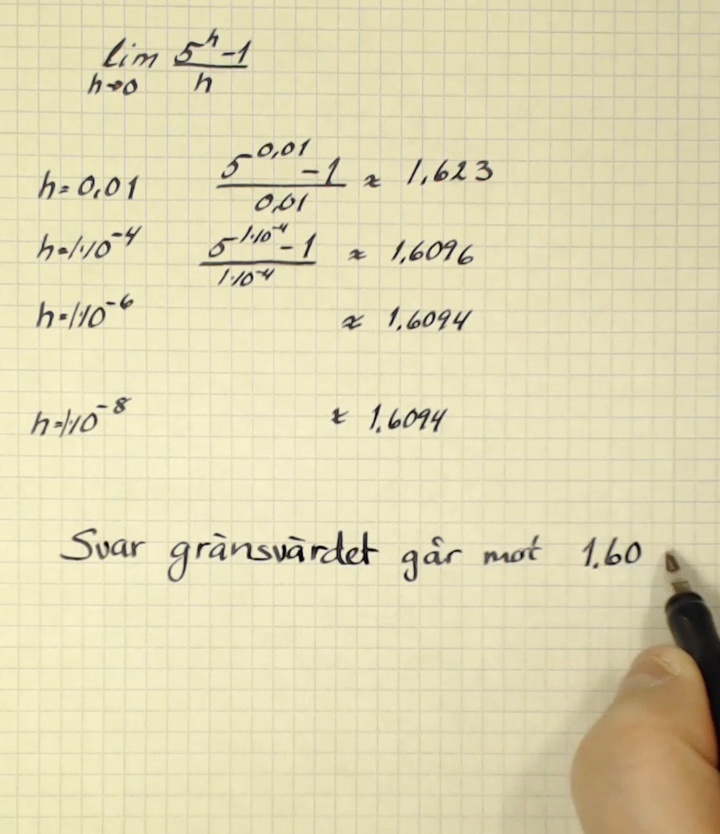 lim 5^h-1
h→0 h
h=0,01 5^0,01-1 / 0,01 ≈ 1,623
h=1·10^-4 5^1·10^-4-1 / 1·10^-4 ≈ 1,6096
h=1·10^-6 ≈ 1,6094
h=1·10^-8 ≈ 1,6094
Svar gränsvärdet går mot 1.60